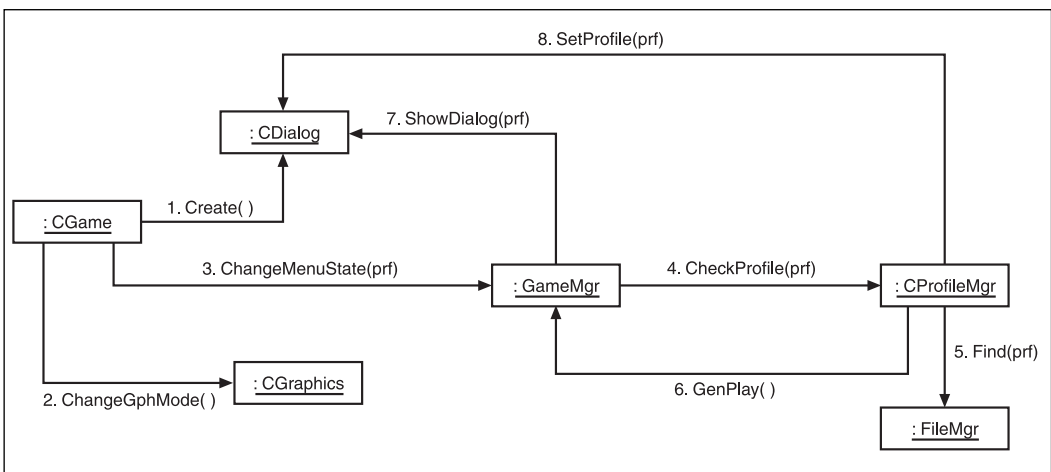 8. SetProfile(prf)
: CDialog
7. ShowDialog(prf)
1. Create( )
: CGame
3. ChangeMenuState(prf)
: GameMgr
4. CheckProfile(prf)
: CProfileMgr
5. Find(prf)
: CGraphics
2. ChangeGphMode( )
6. GenPlay( )
: FileMgr